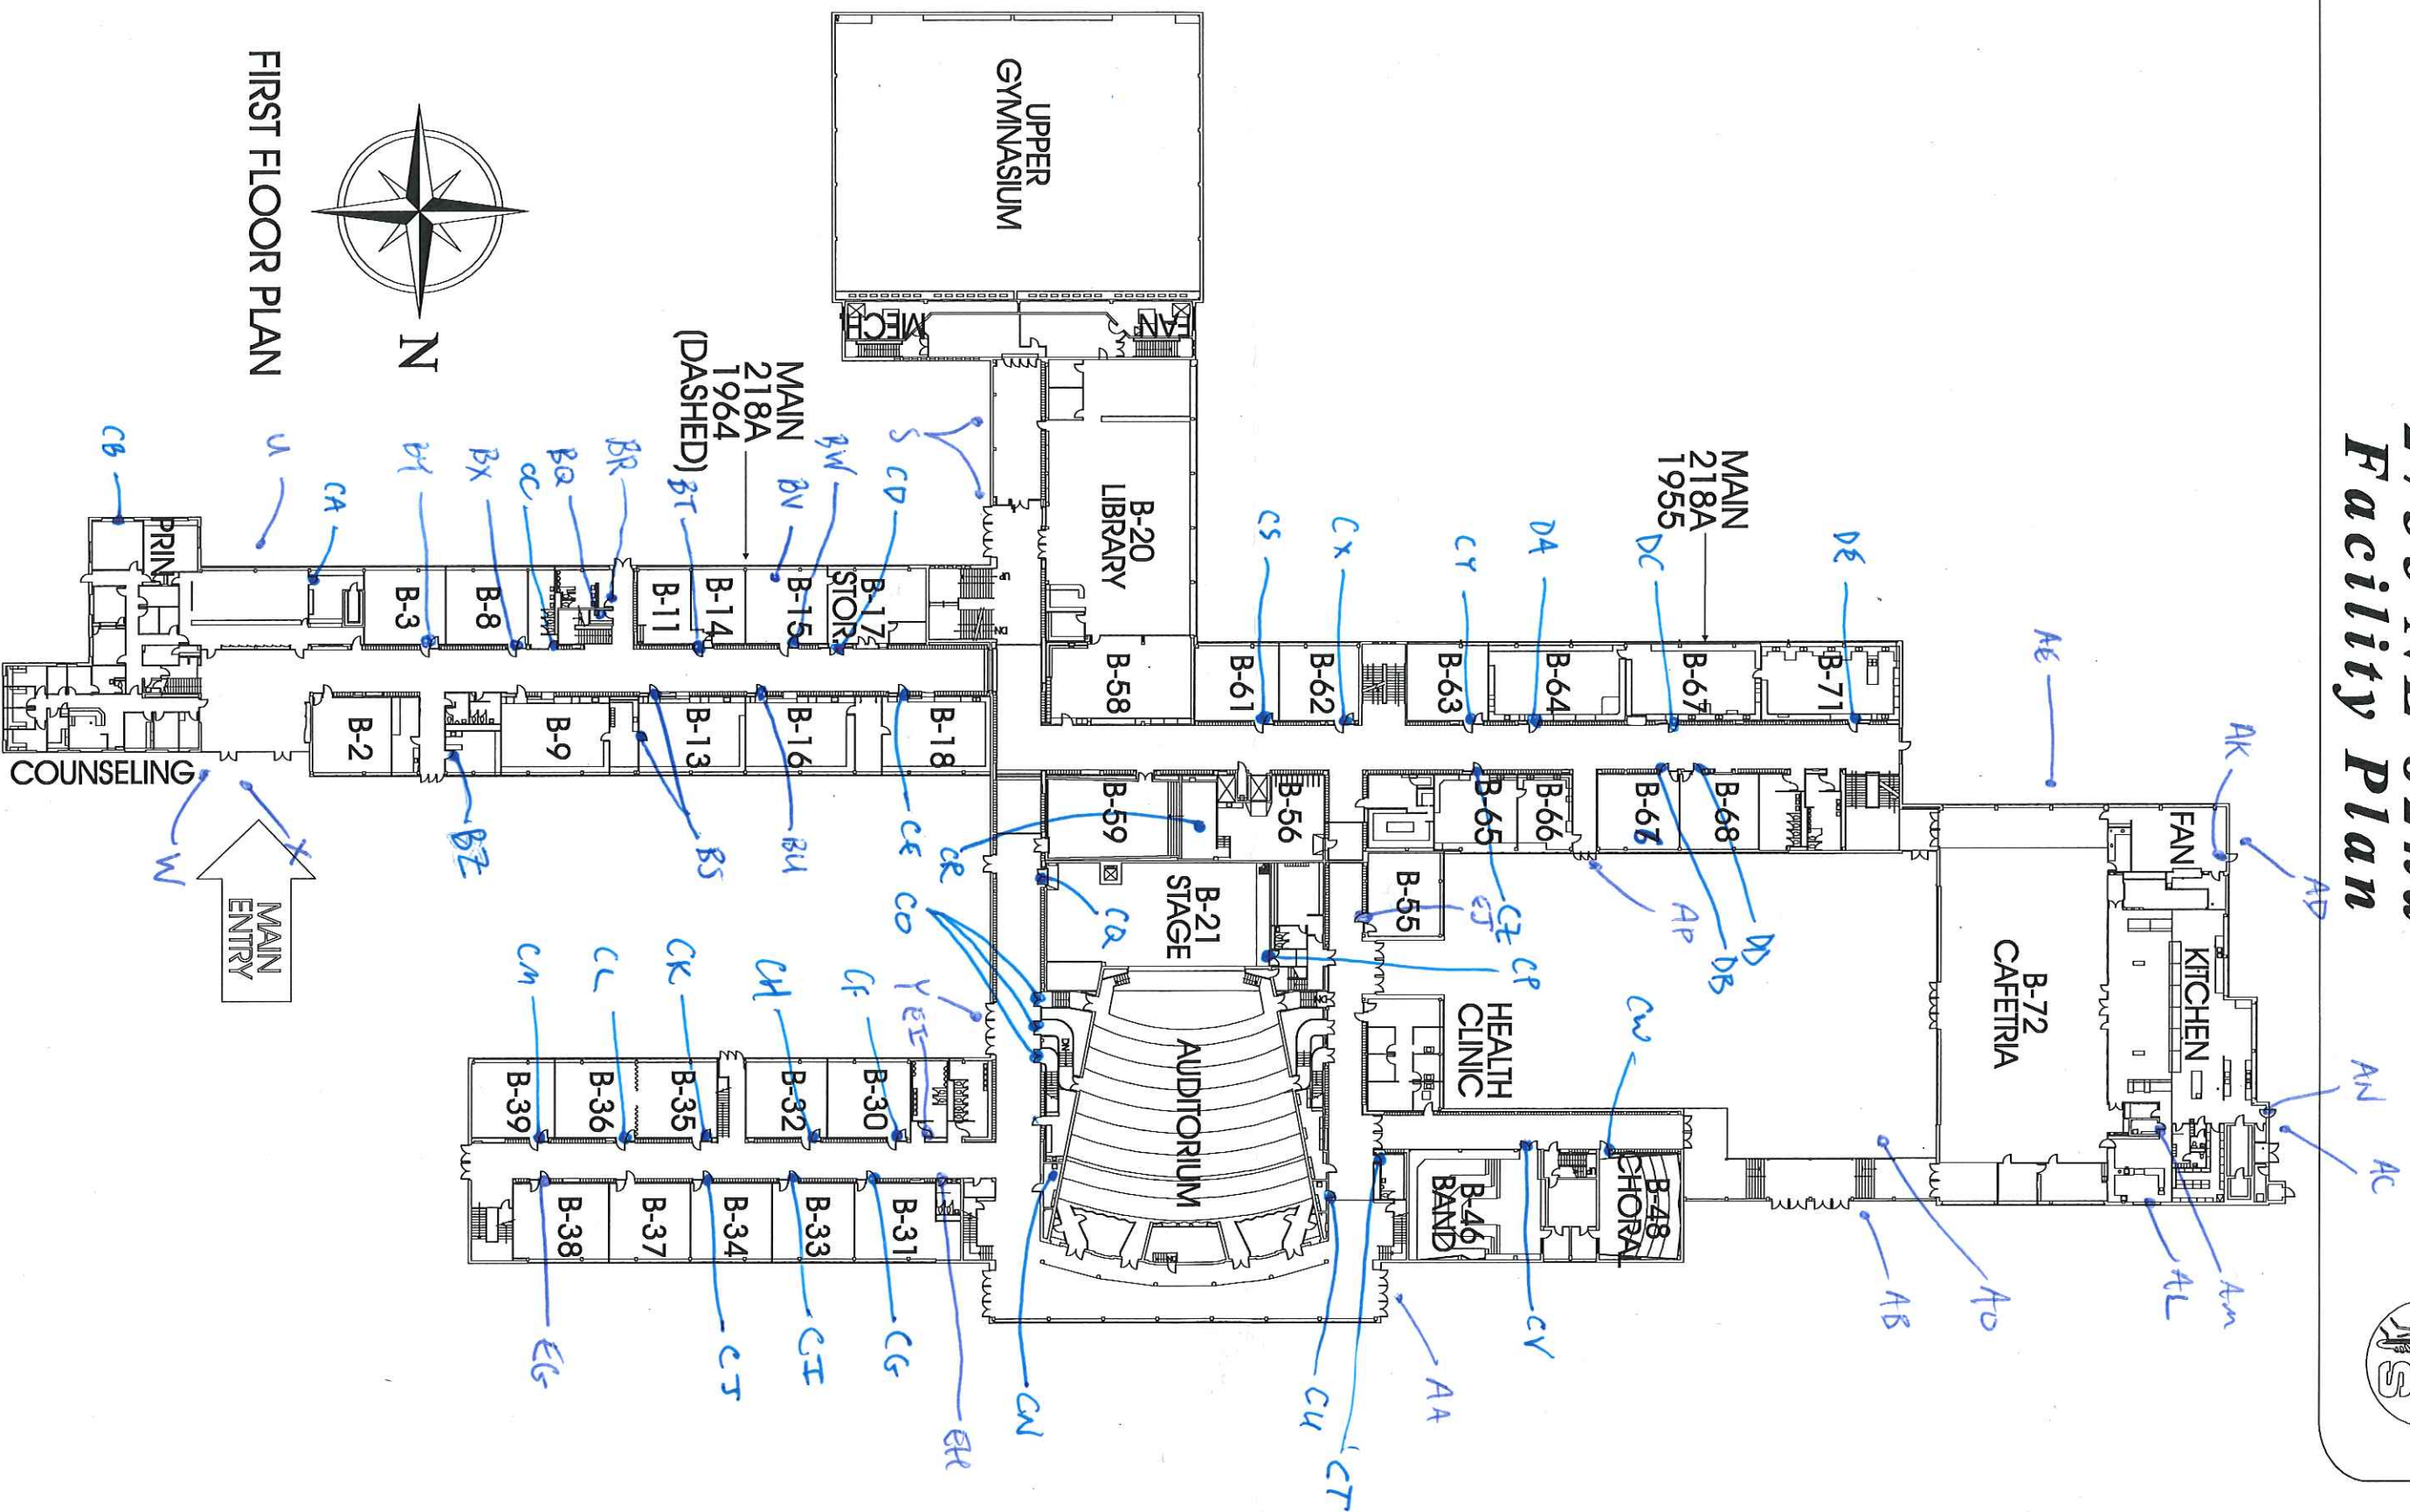 Facility Plan
S
AD
AN
AC
AK
AL
AM
AE
AO
AB
FAN
KITCHEN
B-72
CAFETRIA
DE
B-71
MAIN
218A
1955
DC
B-67
B-68
DD
DB
AP
DA
B-64
B-66
CW
B-48
CHORAL
CY
B-63
B-65
CZ
EJ
CP
HEALTH
CLINIC
B-46
BAND
CV
B-55
AA
CX
B-62
CT
CU
CS
B-61
B-56
FAN
B-20
LIBRARY
B-58
B-59
B-21
STAGE
AUDITORIUM
CQ
CN
UPPER
GYMNASIUM
MECH
S
CR
CO
CD
B-18
CE
Y
EI
EH
BW
B-17
STOR.
B-30
CF
B-31
CG
BV
B-15
B-16
BU
B-32
CH
B-33
CI
MAIN
218A
1964
(DASHED)
BT
B-14
B-11
B-13
BS
B-35
CK
B-34
CJ
BR
BQ
CC
B-9
B-36
CL
B-37
BX
B-8
BZ
B-39
CM
B-38
EG
BY
B-3
B-2
N
CA
U
X
W
MAIN
ENTRY
FIRST FLOOR PLAN
PRIN
CB
COUNSELING